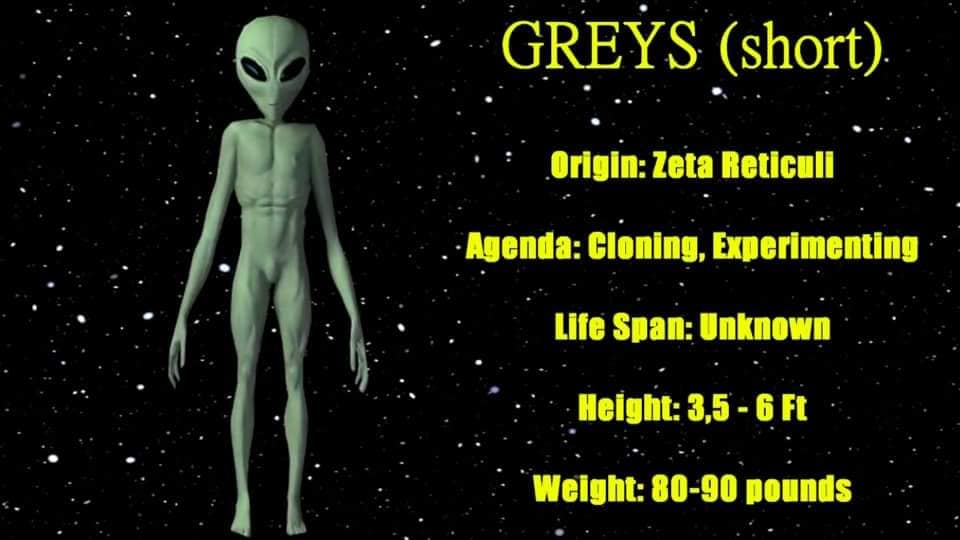 GREYS (short)
Origin: Zeta Reticuli
Agenda: Cloning, Experimenting
Life Span: Unknown
Height: 3,5 - 6 Ft
Weight: 80-90 pounds